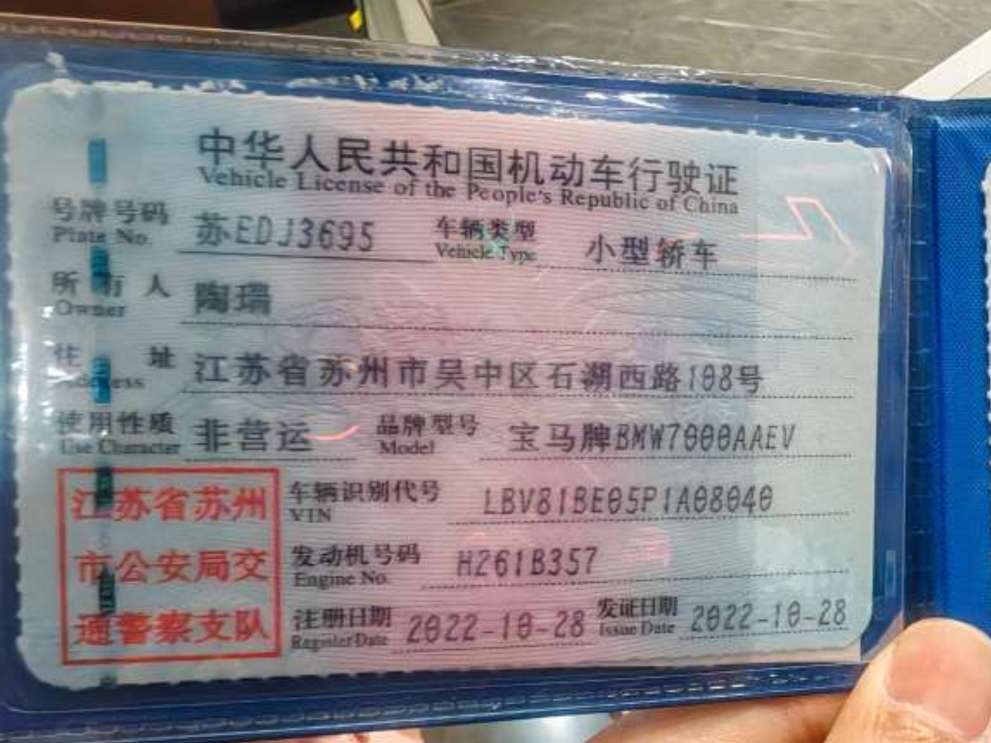 中华人民共和国机动车行驶证
Vehicle License of the People's Republic of China
号牌号码 苏EDJ3695 车辆类型 小型轿车
Plate No. Vehicle Type
所有人 陶瑞
Owner
住址 江苏省苏州市吴中区石湖西路108号
Address
使用性质 非营运 品牌型号 宝马牌BMW7000AAEV
Use Character Model
江苏省苏州 车辆识别代号 LBV81BE05P1A08040
VIN
市公安局交 发动机号码 H261B357
Engine No.
通警察支队 注册日期 2022-10-28 发证日期 2022-10-28
Register Date Issue Date